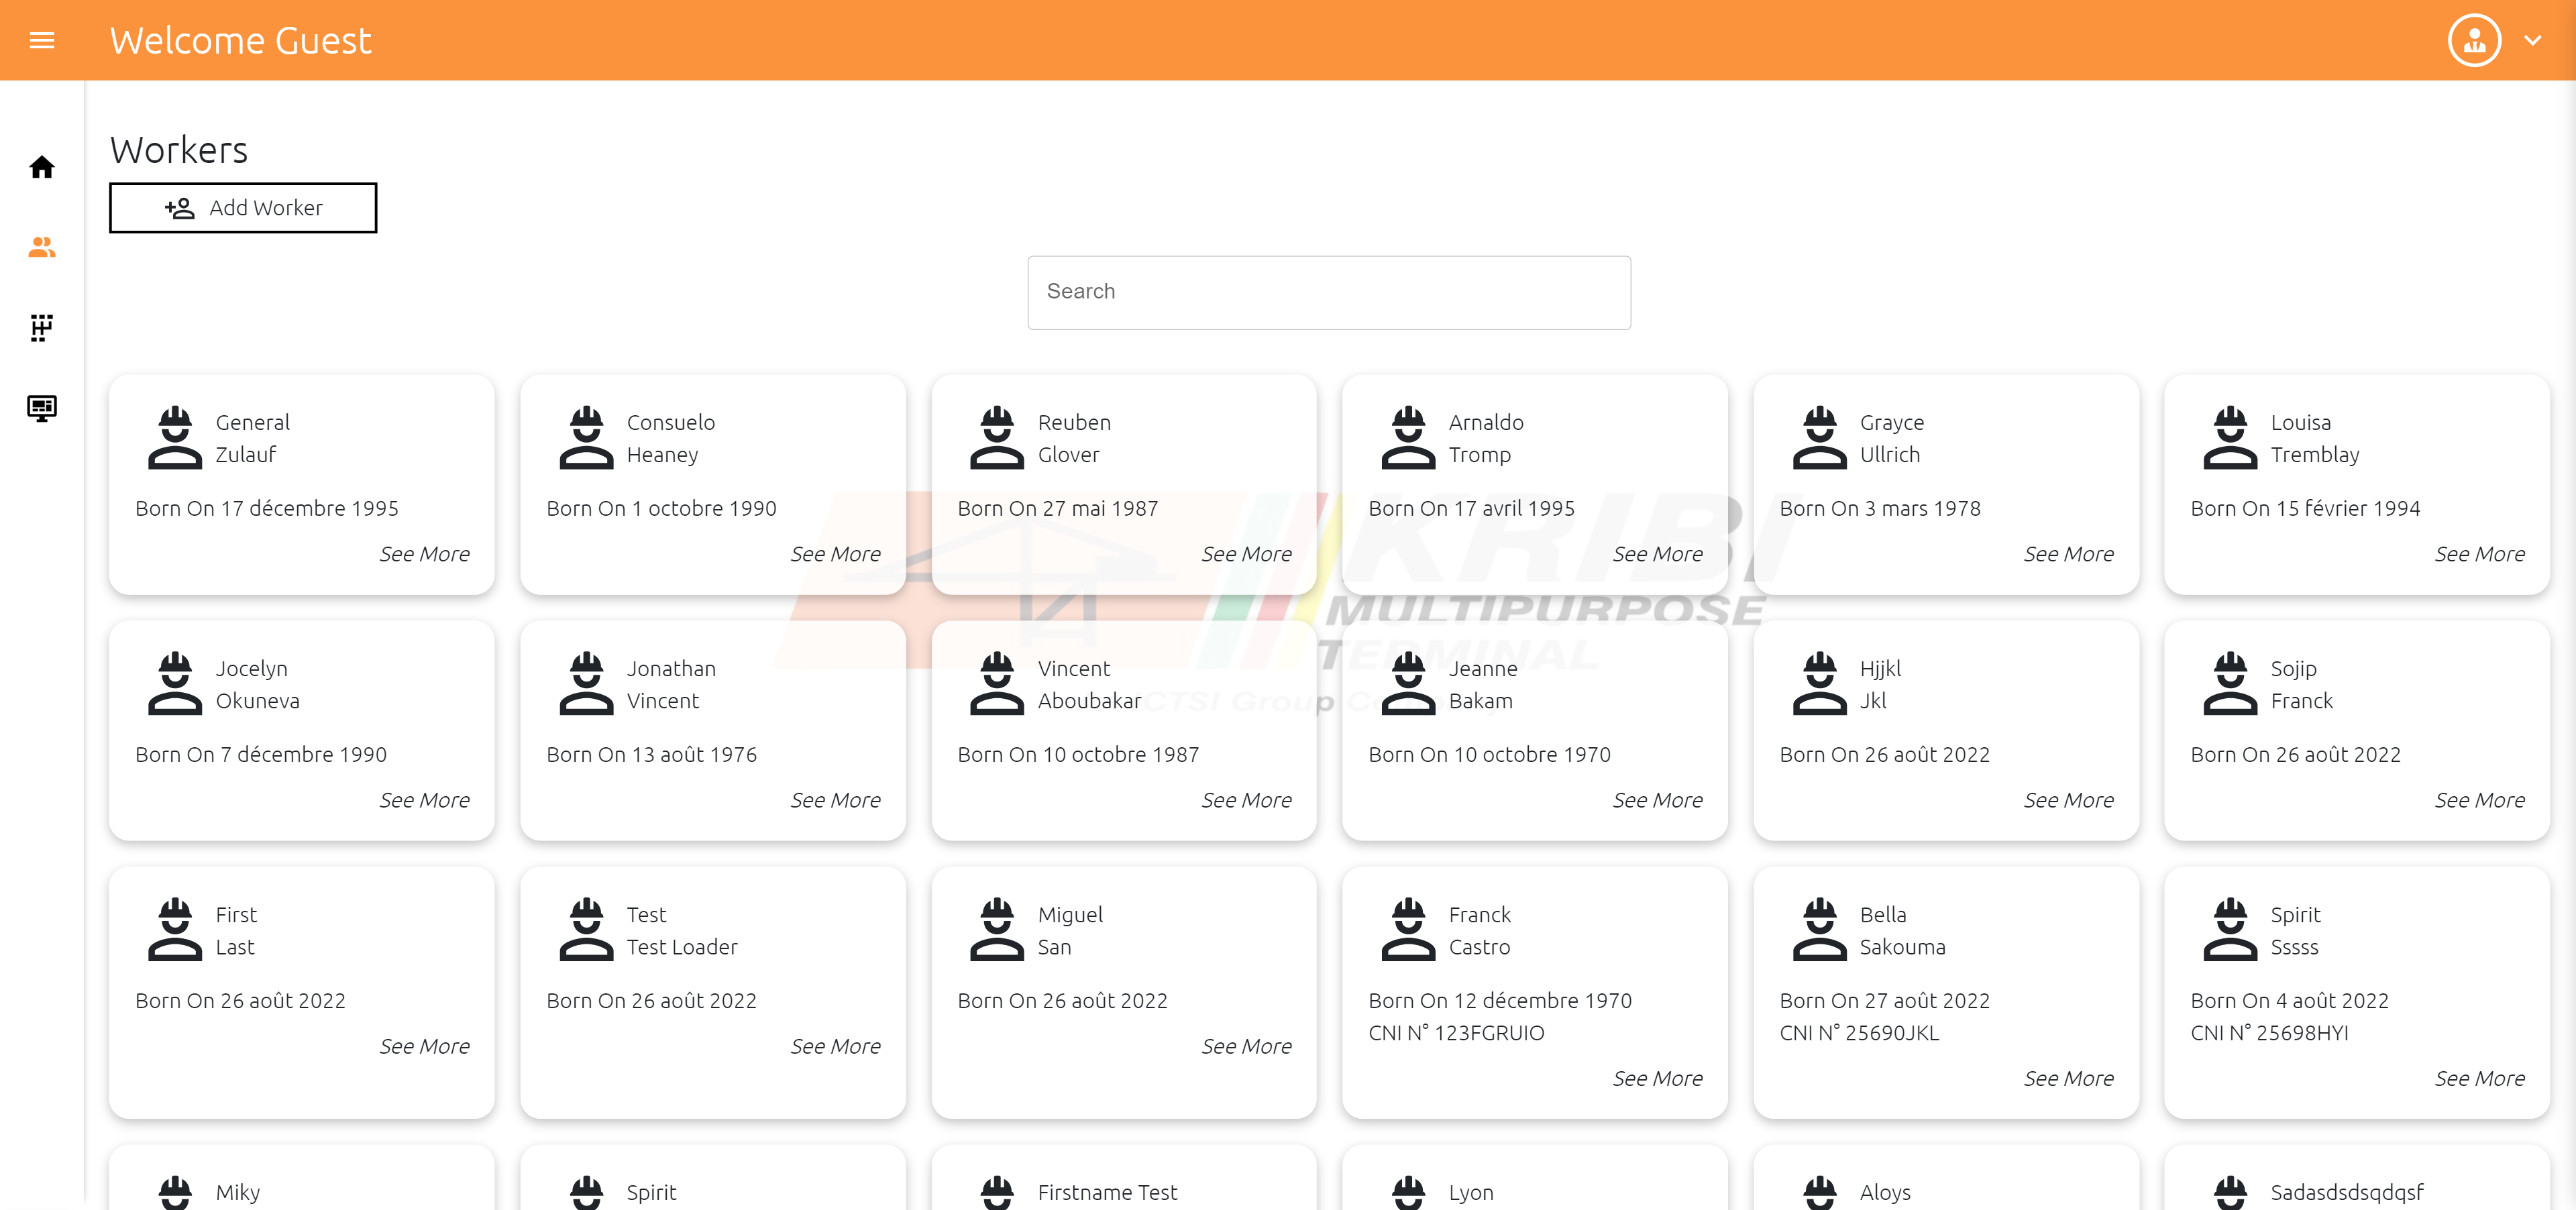 Welcome Guest
Workers
Add Worker
Search
General
Zulauf
Born On 17 décembre 1995
See More
Consuelo
Heaney
Born On 1 octobre 1990
See More
Reuben
Glover
Born On 27 mai 1987
See More
Arnaldo
Tromp
Born On 17 avril 1995
See More
Grayce
Ullrich
Born On 3 mars 1978
See More
Louisa
Tremblay
Born On 15 février 1994
See More
KRIBI
MULTIPURPOSE
TERMINAL
Jocelyn
Okuneva
Born On 7 décembre 1990
See More
Jonathan
Vincent
Born On 13 août 1976
See More
Vincent
Aboubakar
Born On 10 octobre 1987
See More
CTSI Group
Jeanne
Bakam
Born On 10 octobre 1970
See More
Hjjkl
Jkl
Born On 26 août 2022
See More
Sojip
Franck
Born On 26 août 2022
See More
First
Last
Born On 26 août 2022
See More
Test
Test Loader
Born On 26 août 2022
See More
Miguel
San
Born On 26 août 2022
See More
Franck
Castro
Born On 12 décembre 1970
CNI N° 123FGRUIO
See More
Bella
Sakouma
Born On 27 août 2022
CNI N° 25690JKL
See More
Spirit
Sssss
Born On 4 août 2022
CNI N° 25698HYI
See More
Miky
Spirit
Firstname Test
Lyon
Aloys
Sadasdsdsqdqsf